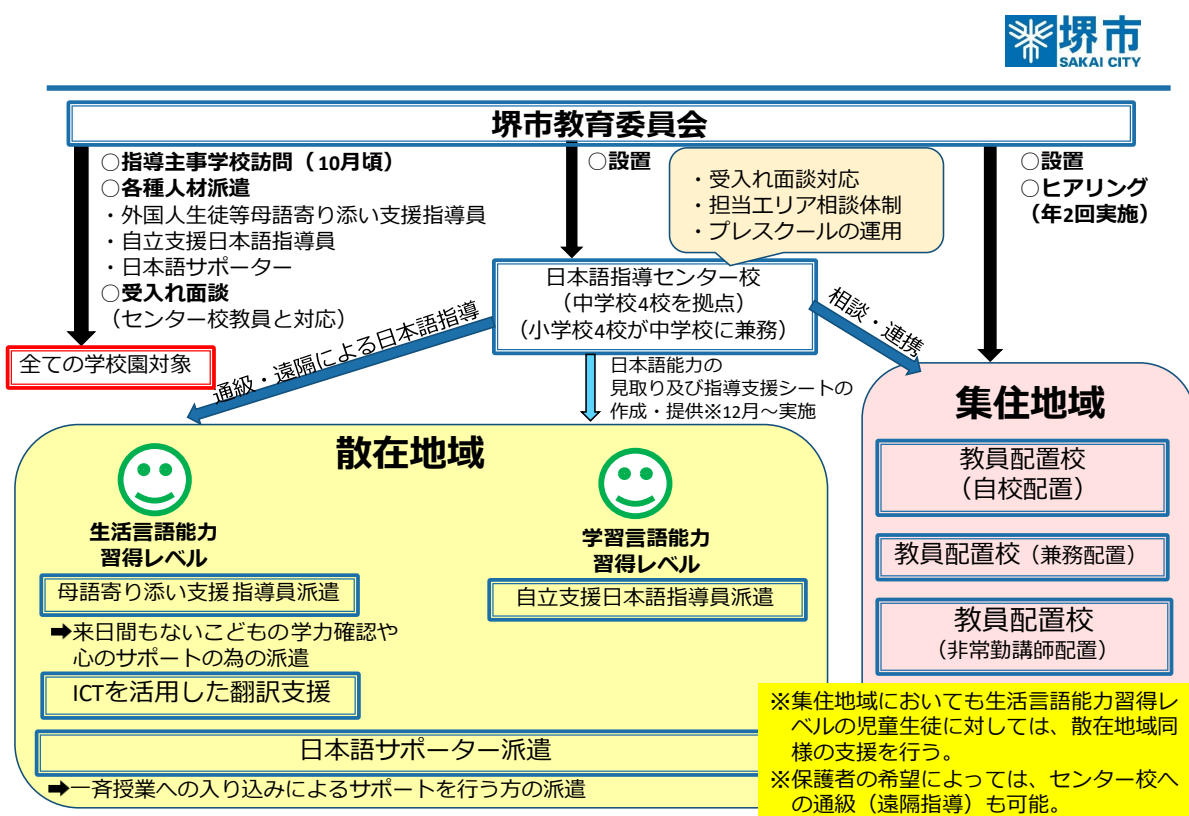 堺市
SAKAI CITY
堺市教育委員会
○指導主事学校訪問（10月頃）
○各種人材派遣
・外国人生徒等母語寄り添い支援指導員
・自立支援日本語指導員
・日本語サポーター
○受入れ面談
（センター校教員と対応）
○設置
・受入れ面談対応
・担当エリア相談体制
・プレスクールの運用
○設置
○ヒアリング
（年2回実施）
全ての学校園対象
日本語指導センター校
（中学校4校を拠点）
（小学校4校が中学校に兼務）
通級・遠隔による日本語指導
相談・連携
日本語能力の
見取り及び指導支援シートの
作成・提供※12月～実施
散在地域
生活言語能力
習得レベル
母語寄り添い支援指導員派遣
➡来日間もないこどもの学力確認や
心のサポートの為の派遣
ICTを活用した翻訳支援
学習言語能力
習得レベル
自立支援日本語指導員派遣
日本語サポーター派遣
➡一斉授業への入り込みによるサポートを行う方の派遣
集住地域
教員配置校
（自校配置）
教員配置校（兼務配置）
教員配置校
（非常勤講師配置）
※集住地域においても生活言語能力習得レ
ベルの児童生徒に対しては、散在地域同
様の支援を行う。
※保護者の希望によっては、センター校へ
の通級（遠隔指導）も可能。